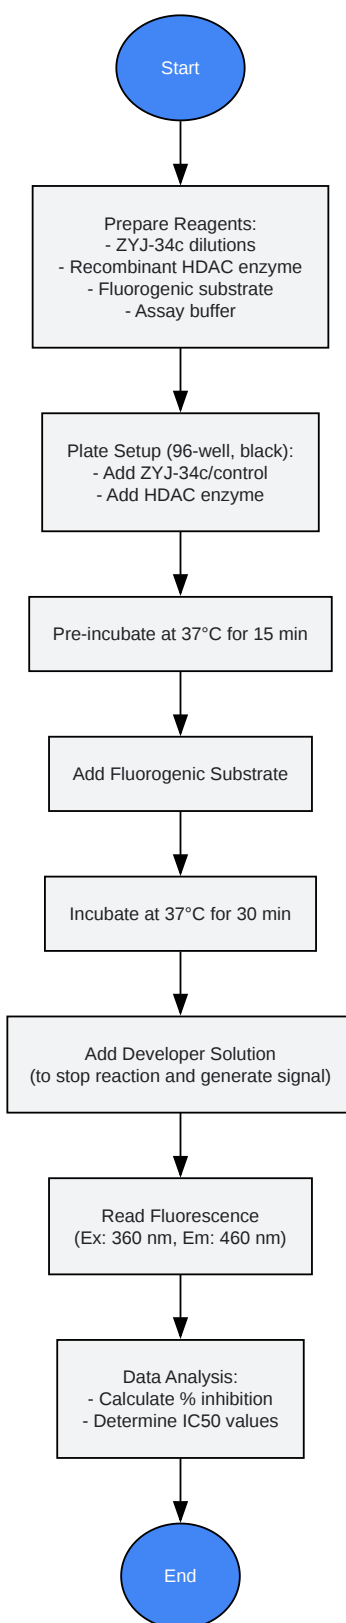 Start
Prepare Reagents:
- ZYJ-34c dilutions
- Recombinant HDAC enzyme
- Fluorogenic substrate
- Assay buffer
Plate Setup (96-well, black):
- Add ZYJ-34c/control
- Add HDAC enzyme
Pre-incubate at 37°C for 15 min
Add Fluorogenic Substrate
Incubate at 37°C for 30 min
Add Developer Solution
(to stop reaction and generate signal)
Read Fluorescence
(Ex: 360 nm, Em: 460 nm)
Data Analysis:
- Calculate % inhibition
- Determine IC50 values
End